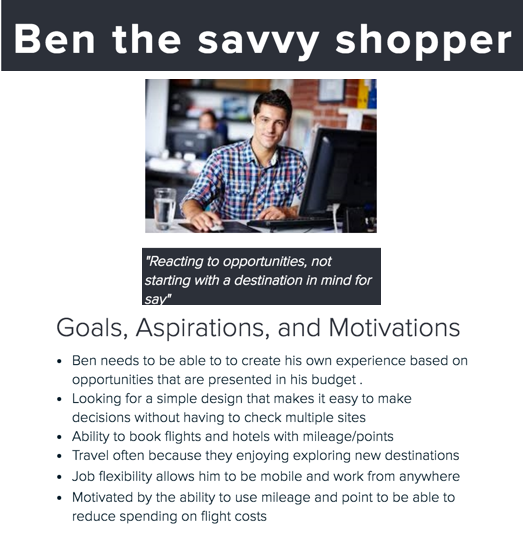 Ben the savvy shopper
"Reacting to opportunities, not
starting with a destination in mind for
say"
Goals, Aspirations, and Motivations
• Ben needs to be able to to create his own experience based on
opportunities that are presented in his budget .
• Looking for a simple design that makes it easy to make
decisions without having to check multiple sites
• Ability to book flights and hotels with mileage/points
• Travel often because they enjoying exploring new destinations
• Job flexibility allows him to be mobile and work from anywhere
• Motivated by the ability to use mileage and point to be able to
reduce spending on flight costs